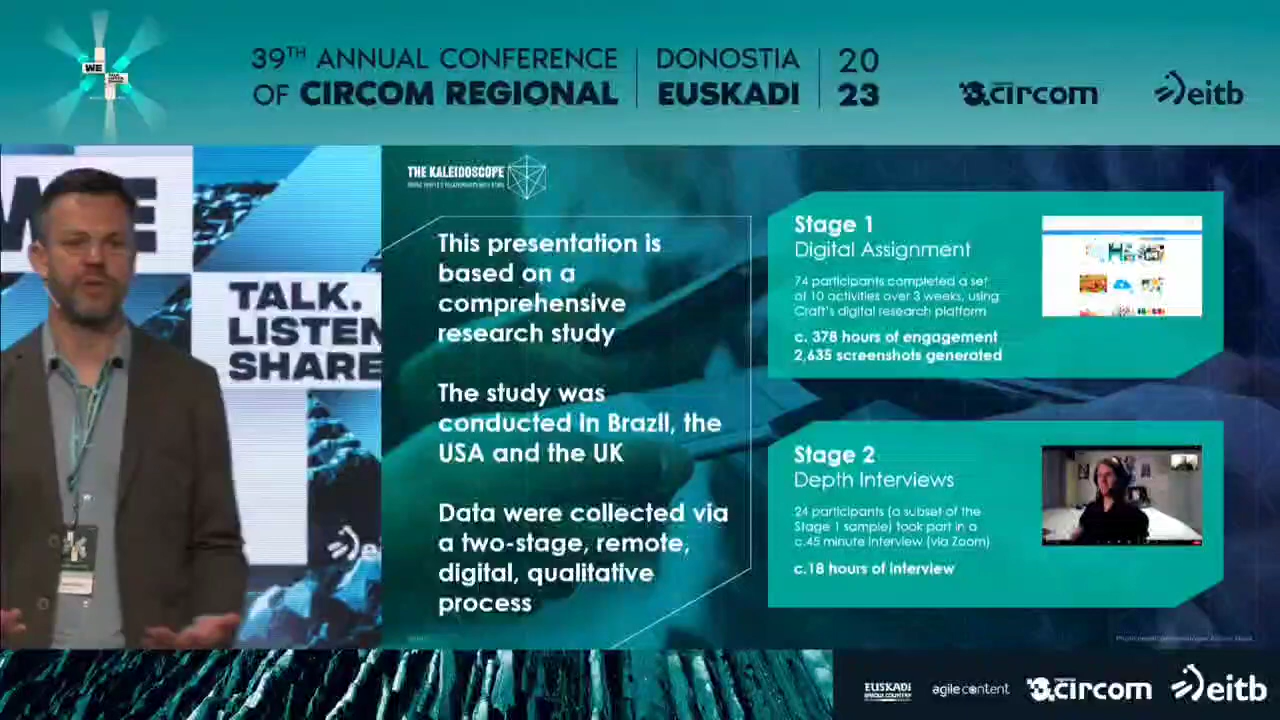 WE
39TH ANNUAL CONFERENCE
OF CIRCOM REGIONAL
DONOSTIA
EUSKADI
20
23
circom
eitb
WE
TALK.
LISTEN
SHARE
THE KALEIDOSCOPE
This presentation is
based on a
comprehensive
research study
The study was
conducted in Brazil, the
USA and the UK
Data were collected via
a two-stage, remote,
digital, qualitative
process
Stage 1
Digital Assignment
74 participants completed a set
of 10 activities over 3 weeks, using
Craft's digital research platform
c. 378 hours of engagement
2,635 screenshots generated
Stage 2
Depth Interviews
24 participants (a subset of the
Stage 1 sample) took part in a
c.45 minute interview (via Zoom)
c.18 hours of interview
EUSKADI
BASQUE COUNTRY
agile content
circom
eitb